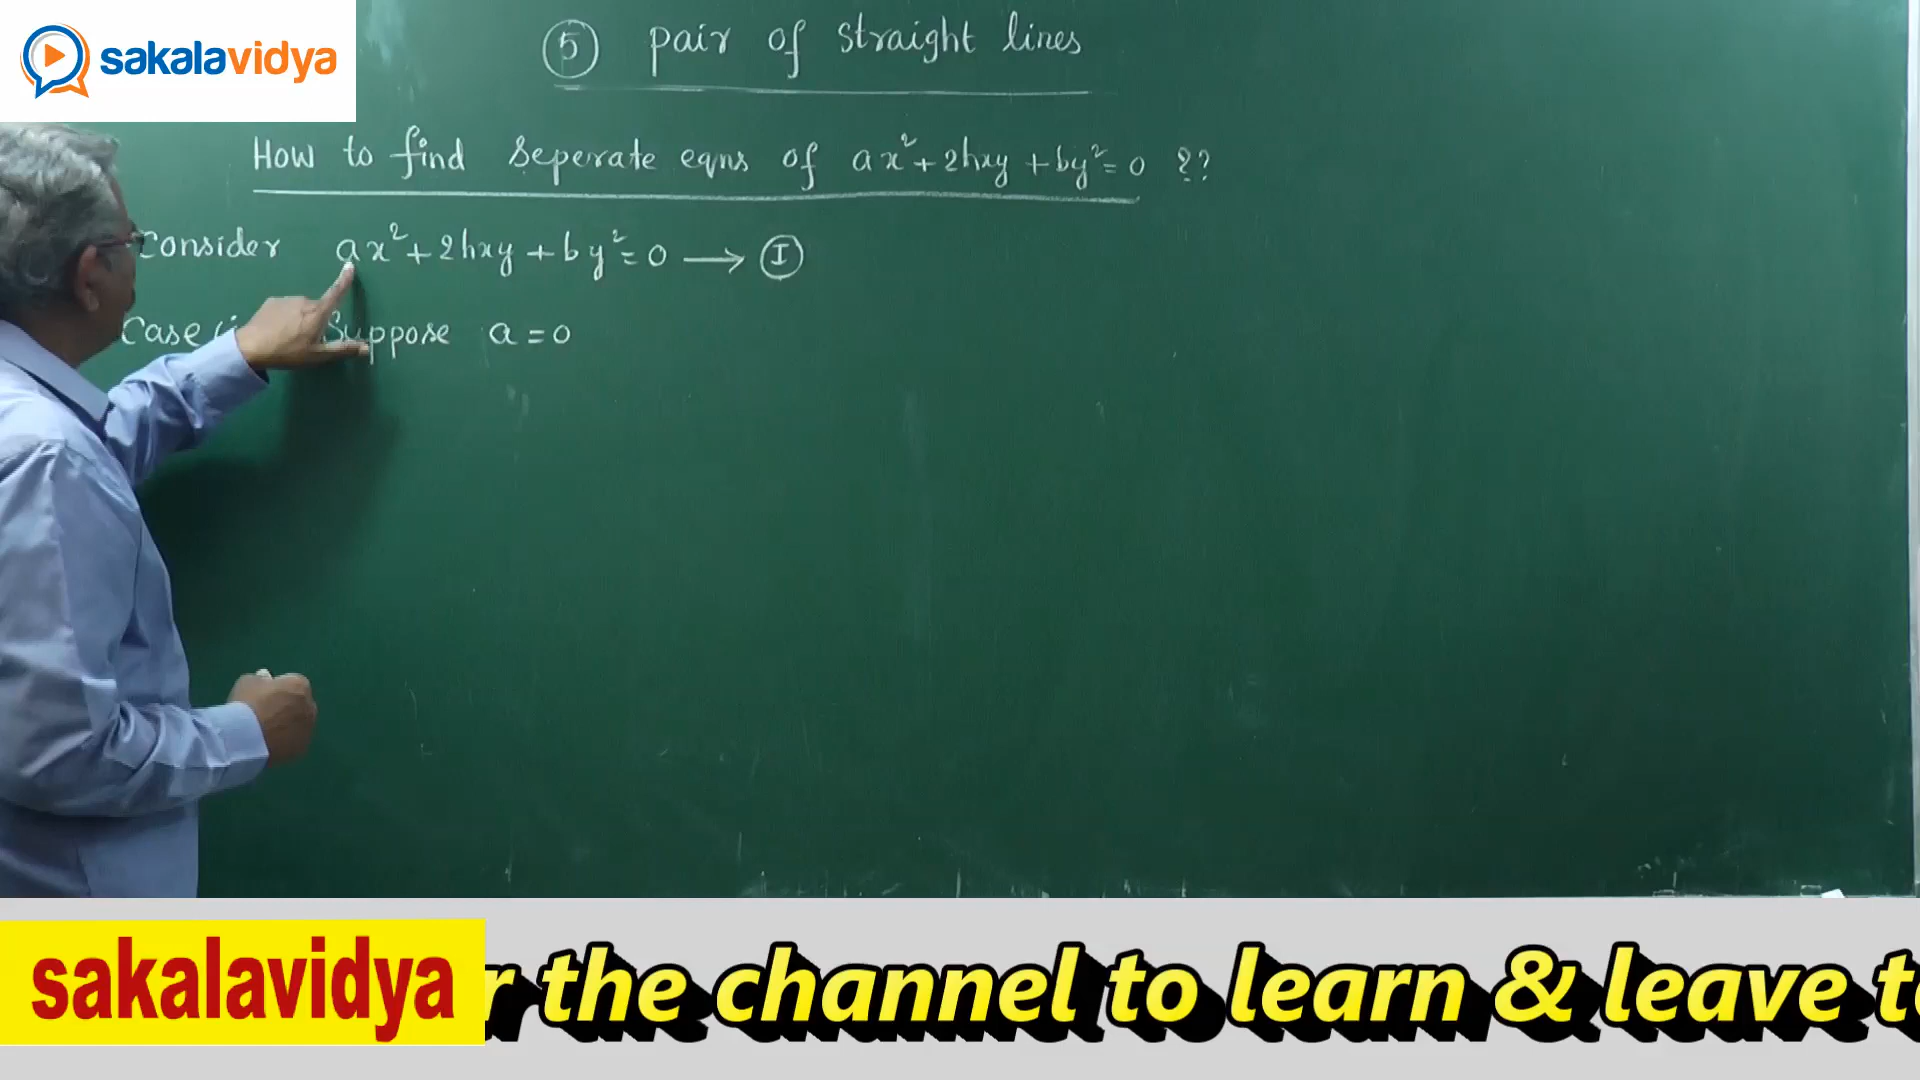 sakalavidya
5 pair of straight lines
How to find seperate eqns of ax²+2hxy+by²=0 ??
Consider ax²+2hxy+by²=0 → I
Case (i Suppose a=0
sakalavidya
r the channel to learn & leave t